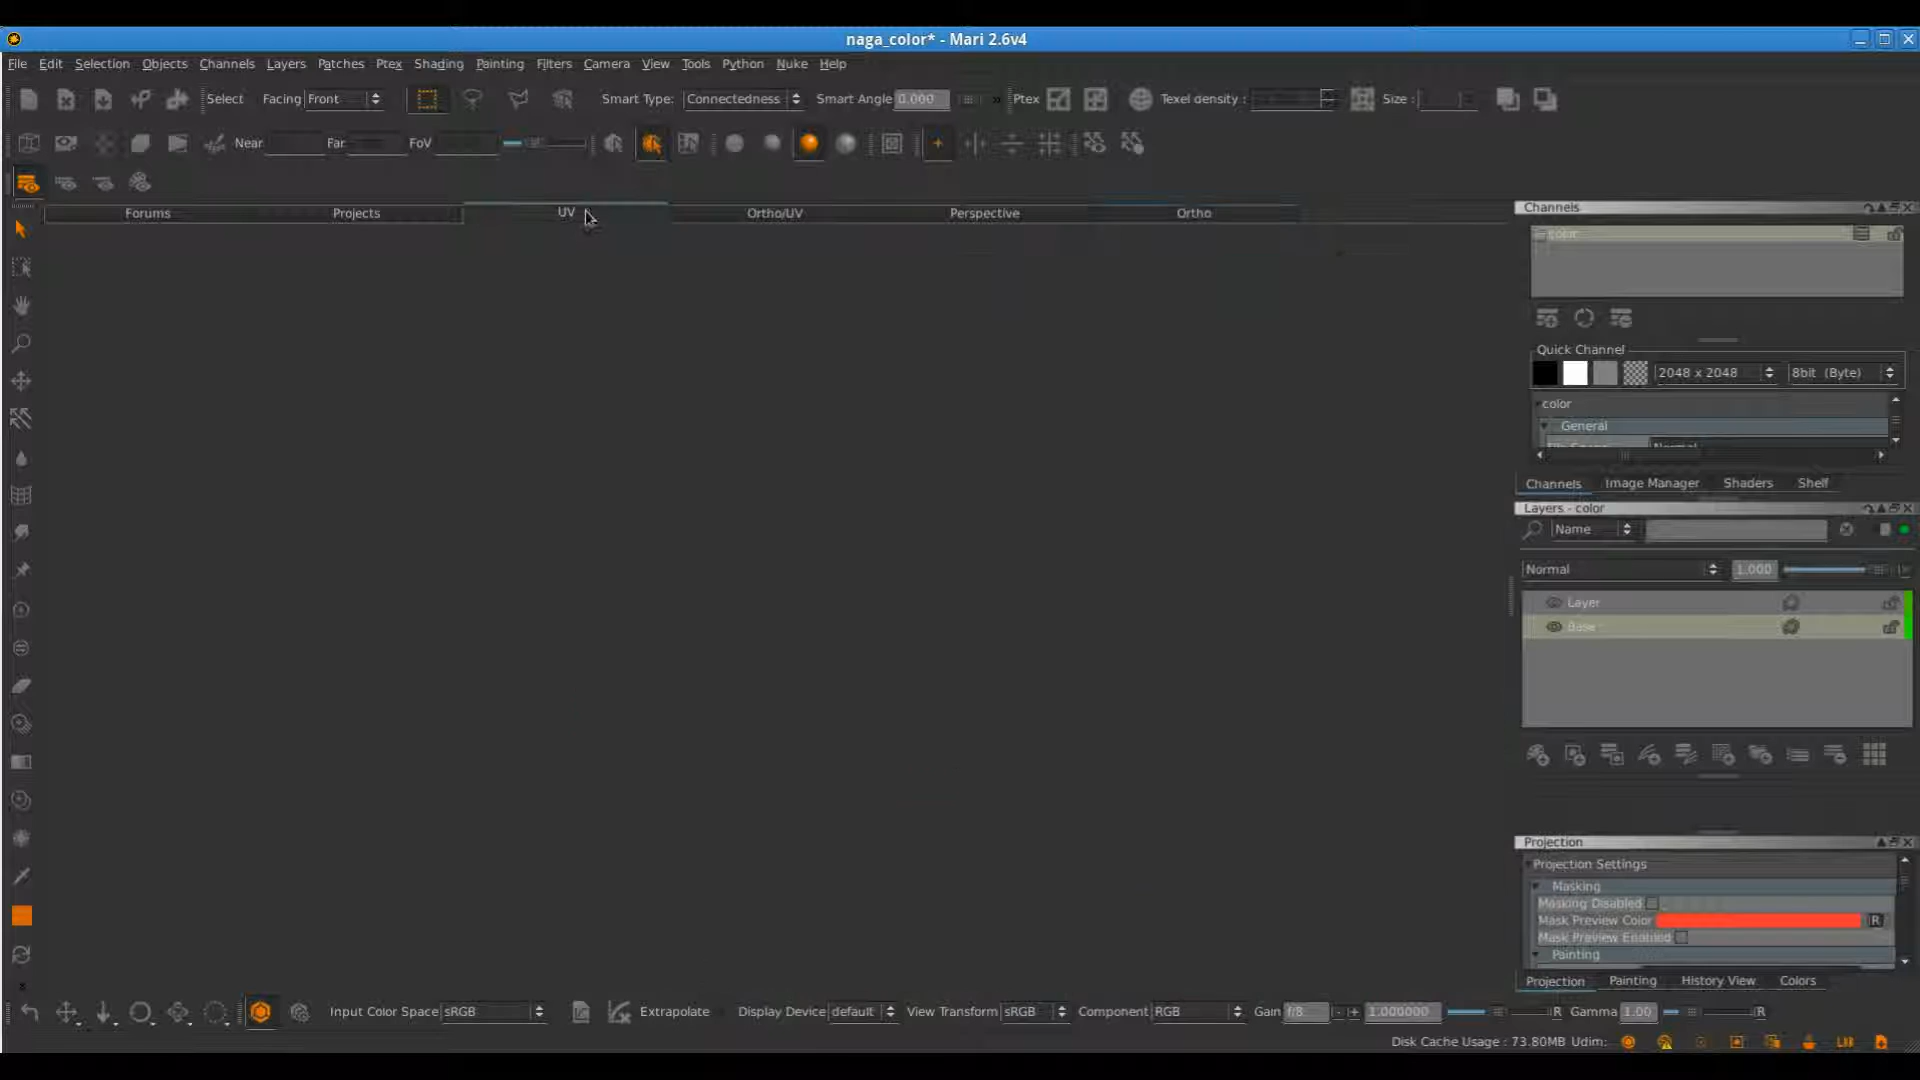 naga_color* - Mari 2.6v4
File Edit Selection Objects Channels Layers Patches Ptex Shading Painting Filters Camera View Tools Python Nuke Help
Select Facing Front Smart Type: Connectedness Smart Angle 0.000 » Ptex Texel density : Size :
Near Far FoV
Forums Projects UV Ortho/UV Perspective Ortho
Channels
color
Quick Channel
2048 x 2048 8bit (Byte)
color
General
Normal
Channels Image Manager Shaders Shelf
Layers - color
Name
Normal 1.000
Layer
Base
Projection
Projection Settings
Masking
Masking Disabled
Mask Preview Color R
Mask Preview Enabled
Painting
Projection Painting History View Colors
Input Color Space sRGB Extrapolate Display Device default View Transform sRGB Component RGB Gain f/8 - + 1.000000 R Gamma 1.00 R
Disk Cache Usage : 73.80MB Udim: